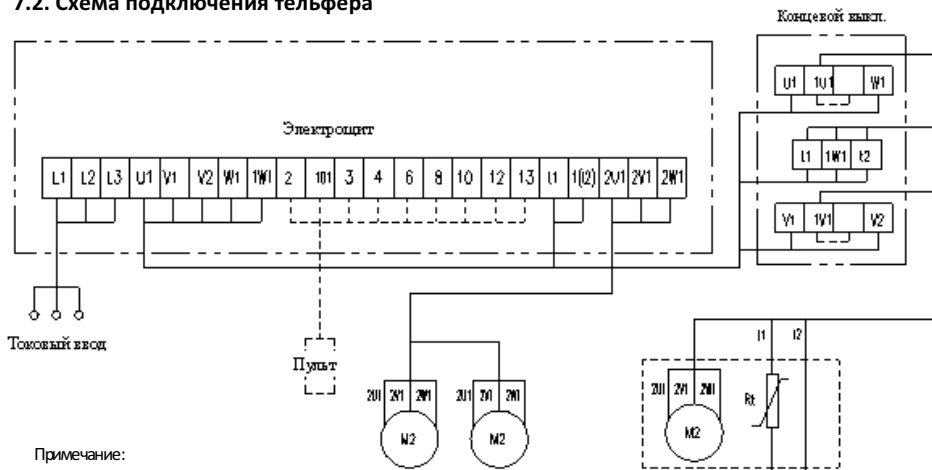 7.2. Схема подключения тельфера
Концевой выкл.
U1 1U1 W1
Электрощит
t1 1W1 t2
L1 L2 L3 U1 V1 V2 W1 1W1 2 101 3 4 6 8 10 12 13 t1 1(t2) 2U1 2V1 2W1
V1 1V1 V2
Токовый ввод
t1 t2
Пульт
2U1 2V1 2W1
2U1 2V1 2W1
2U1 2V1 2W1
Rt
M2
M2
M2
Примечание: